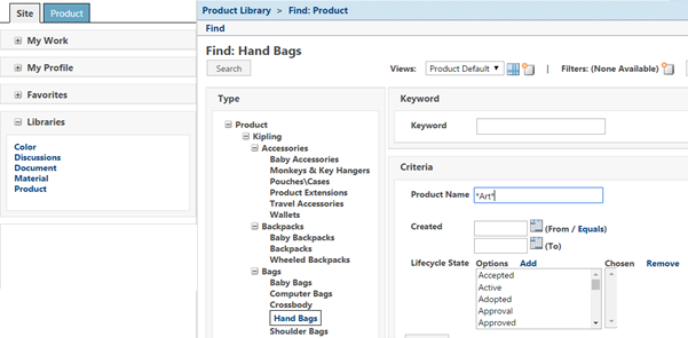 Site Product
My Work
My Profile
Favorites
Libraries
Color
Discussions
Document
Material
Product
Product Library > Find: Product
Find
Find: Hand Bags
Search
Views: Product Default | Filters: (None Available)
Type
Product
Kipling
Accessories
Baby Accessories
Monkeys & Key Hangers
Pouches\Cases
Product Extensions
Travel Accessories
Wallets
Backpacks
Baby Backpacks
Backpacks
Wheeled Backpacks
Bags
Baby Bags
Computer Bags
Crossbody
Hand Bags
Shoulder Bags
Keyword
Keyword
Criteria
Product Name *Art*
Created (From / Equals)
(To)
Lifecycle State Options Add Chosen Remove
Accepted
Active
Adopted
Approval
Approved